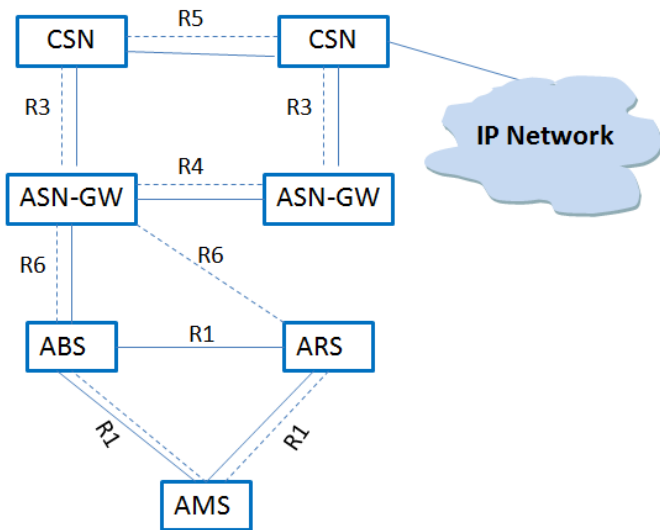 R5
CSN
CSN
R3
R3
IP Network
R4
ASN-GW
ASN-GW
R6
R6
R1
ABS
ARS
R1
R1
AMS